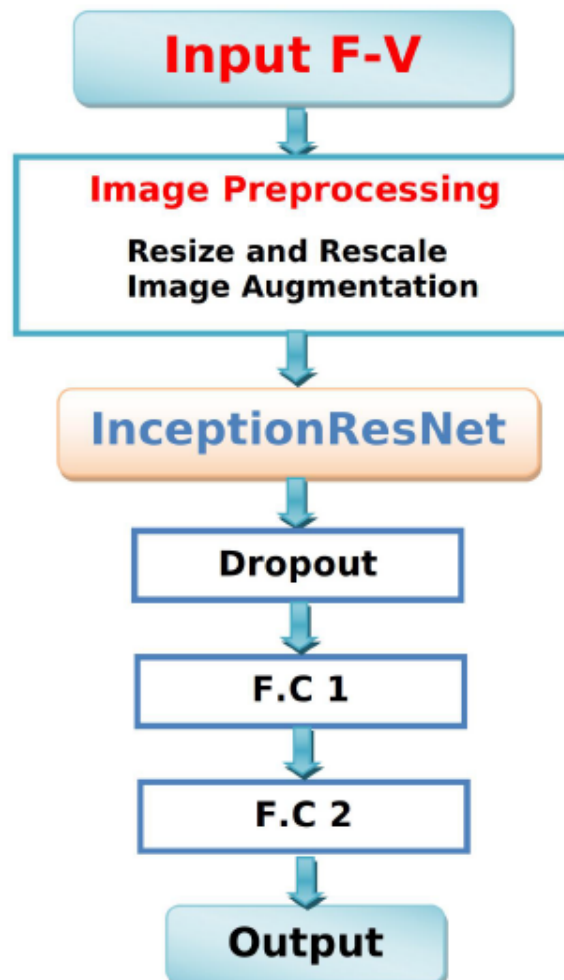 Input F-V
Image Preprocessing
Resize and Rescale
Image Augmentation
InceptionResNet
Dropout
F.C 1
F.C 2
Output